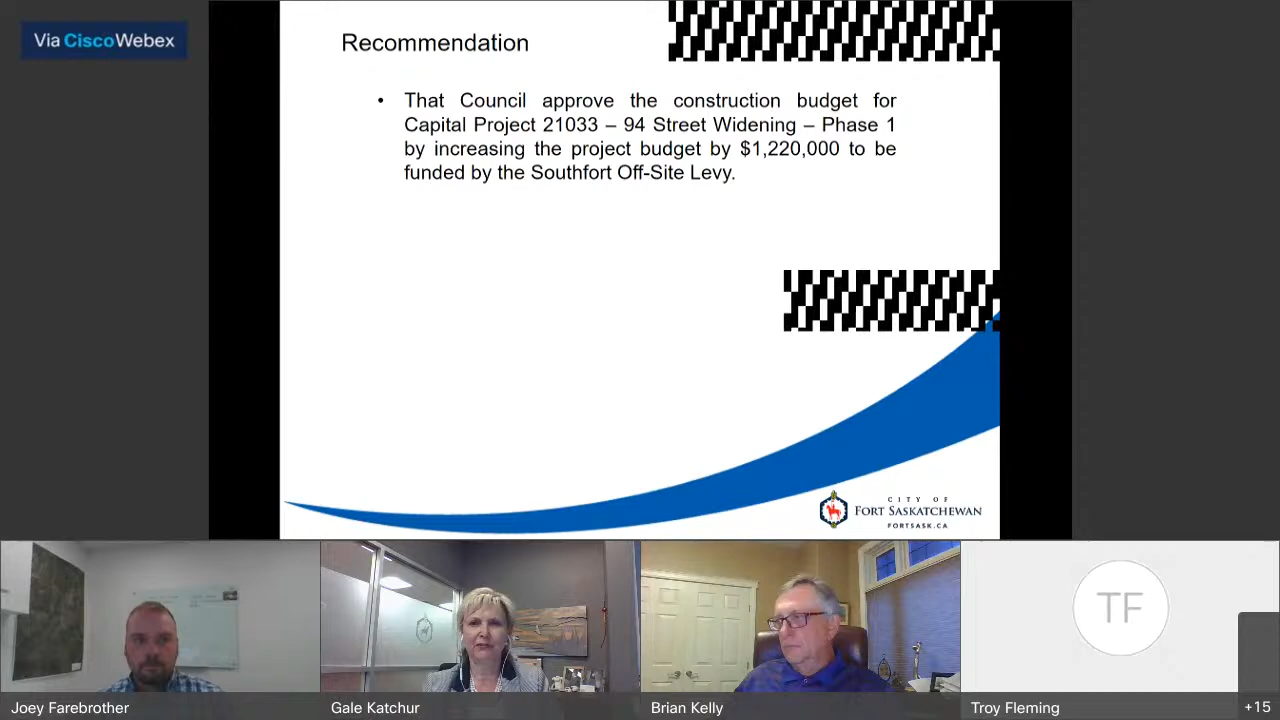 Via CiscoWebex
Recommendation
• That Council approve the construction budget for
Capital Project 21033 – 94 Street Widening – Phase 1
by increasing the project budget by $1,220,000 to be
funded by the Southfort Off-Site Levy.
CITY OF
FORT SASKATCHEWAN
FORTSASK.CA
TF
Joey Farebrother
Gale Katchur
Brian Kelly
Troy Fleming
+15